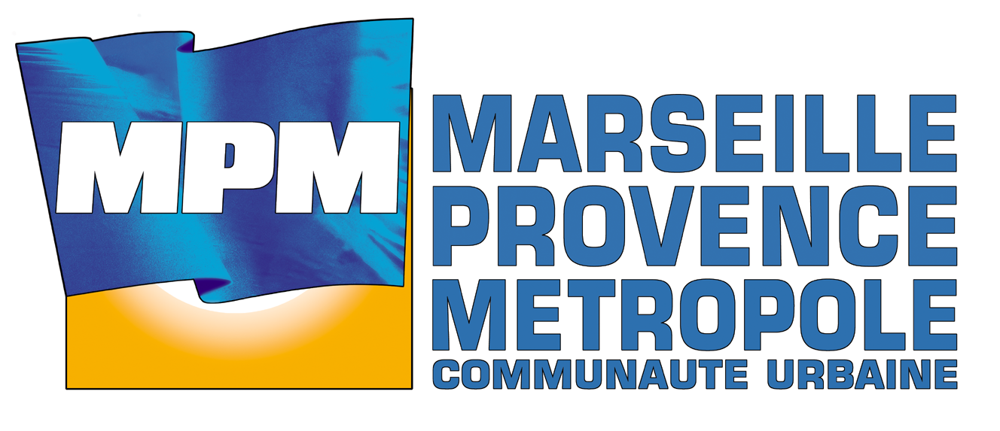 MPM
MARSEILLE
PROVENCE
METROPOLE
COMMUNAUTE URBAINE